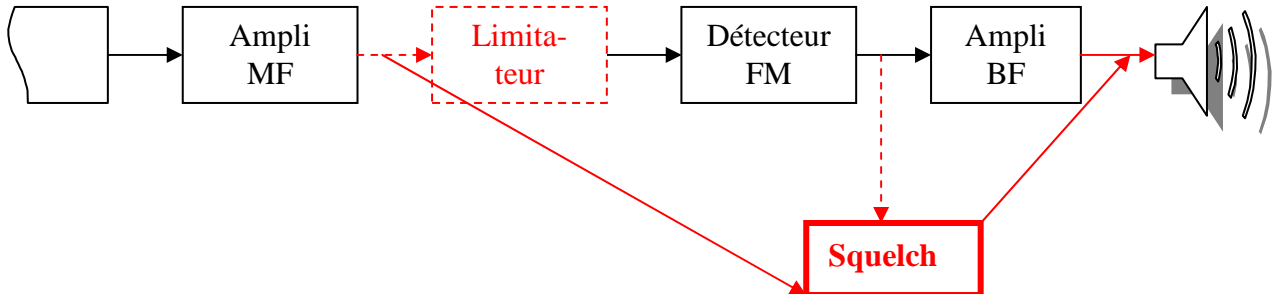 Ampli
MF
Limita-
teur
Détecteur
FM
Ampli
BF
Squelch